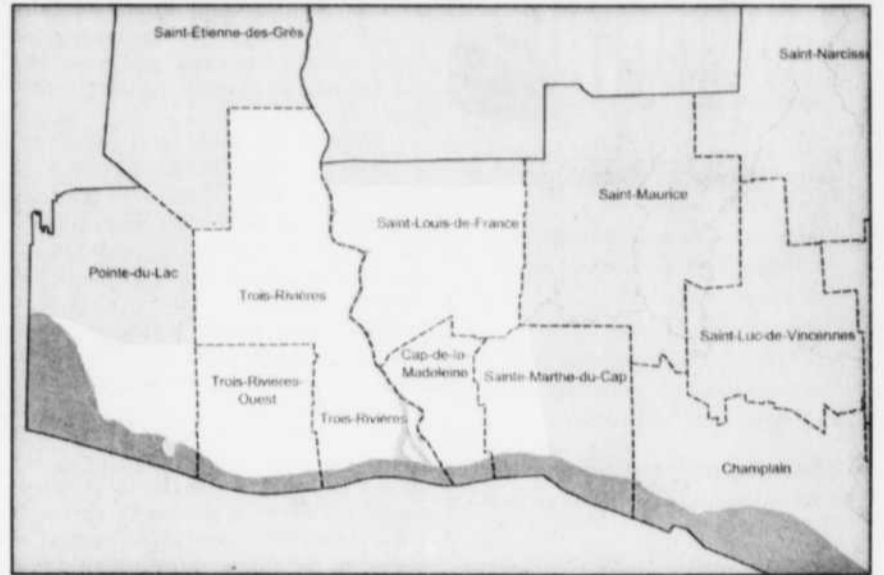 Saint-Étienne-des-Grès
Saint-Narciss
Saint-Maurice
Saint-Louis-de-France
Pointe-du-Lac
Trois-Rivières
Saint-Luc-de-Vincennes
Cap-de-la-
Madeleine
Sainte-Marthe-du-Cap
Trois-Rivières-
Ouest
Trois-Rivières
Champlain